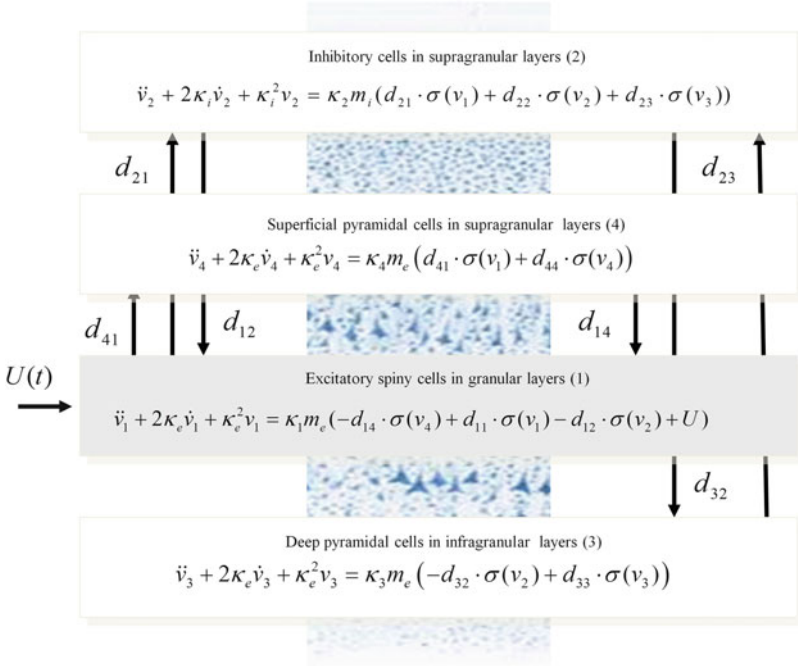 Inhibitory cells in supragranular layers (2)
v̈₂ + 2κᵢv̇₂ + κᵢ²v₂ = κ₂mᵢ(d₂₁ · σ(v₁) + d₂₂ · σ(v₂) + d₂₃ · σ(v₃))
d₂₁
d₂₃
Superficial pyramidal cells in supragranular layers (4)
v̈₄ + 2κₑv̇₄ + κₑ²v₄ = κ₄mₑ(d₄₁ · σ(v₁) + d₄₄ · σ(v₄))
d₄₁
d₁₂
d₁₄
U(t)
Excitatory spiny cells in granular layers (1)
v̈₁ + 2κₑv̇₁ + κₑ²v₁ = κ₁mₑ(−d₁₄ · σ(v₄) + d₁₁ · σ(v₁) − d₁₂ · σ(v₂) + U)
d₃₂
Deep pyramidal cells in infragranular layers (3)
v̈₃ + 2κₑv̇₃ + κₑ²v₃ = κ₃mₑ(−d₃₂ · σ(v₂) + d₃₃ · σ(v₃))